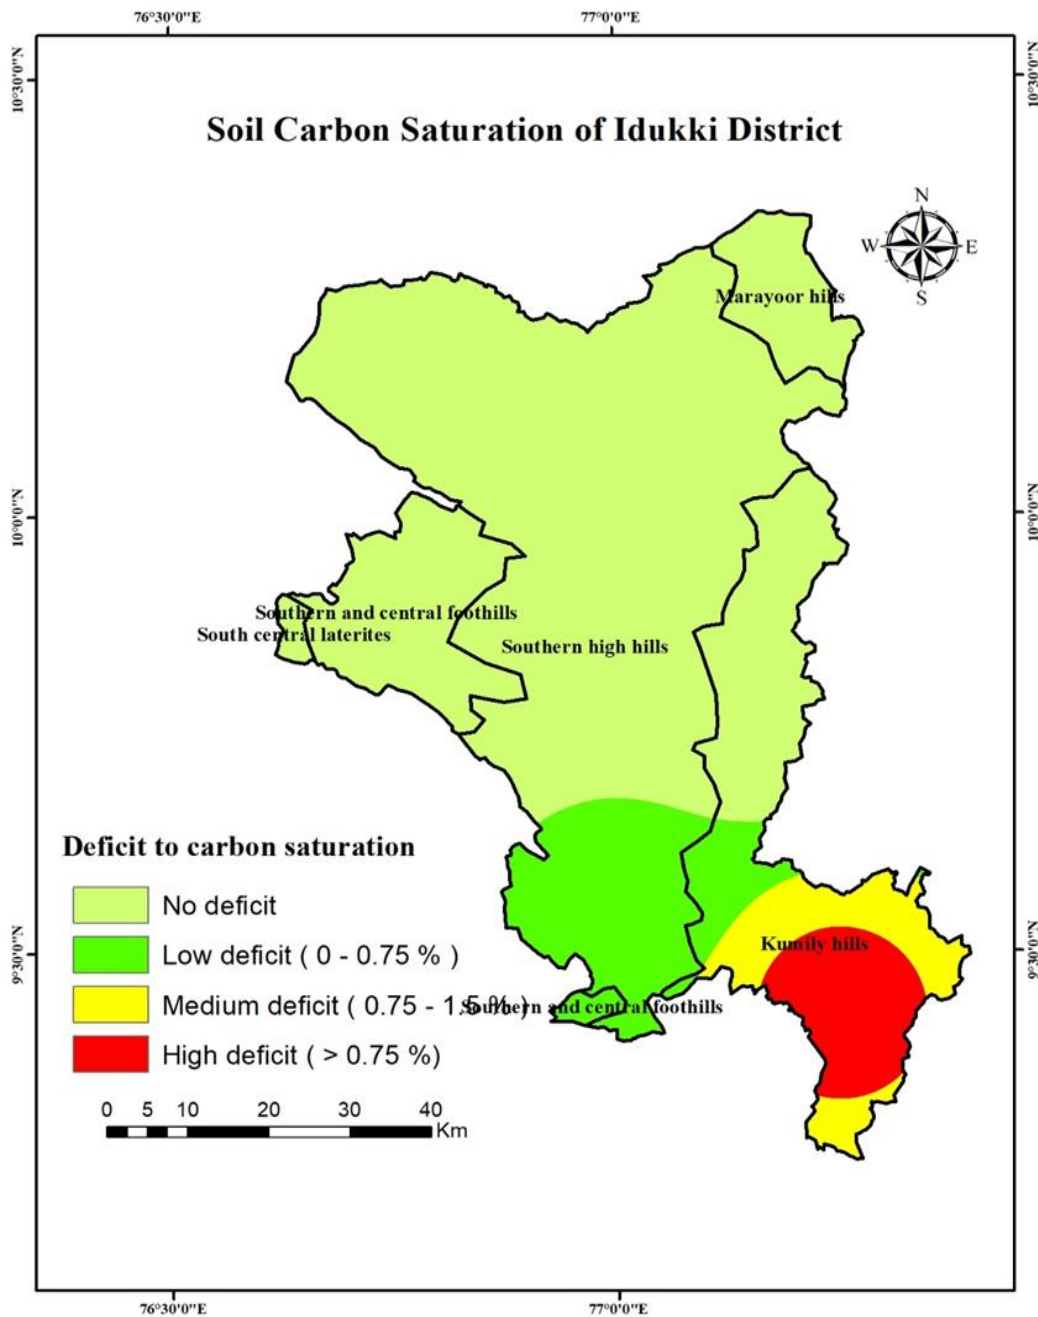 76°30'0"E
77°0'0"E
10°30'0"N
10°30'0"N
Soil Carbon Saturation of Idukki District
N
W
E
S
Marayoor hills
10°0'0"N
10°0'0"N
Southern and central foothills
South central laterites
Southern high hills
Deficit to carbon saturation
No deficit
Low deficit ( 0 - 0.75 % )
Kumily hills
9°30'0"N
9°30'0"N
Medium deficit ( 0.75 - 1.5 % )
Southern and central foothills
High deficit ( > 0.75 %)
0 5 10 20 30 40
Km
76°30'0"E
77°0'0"E